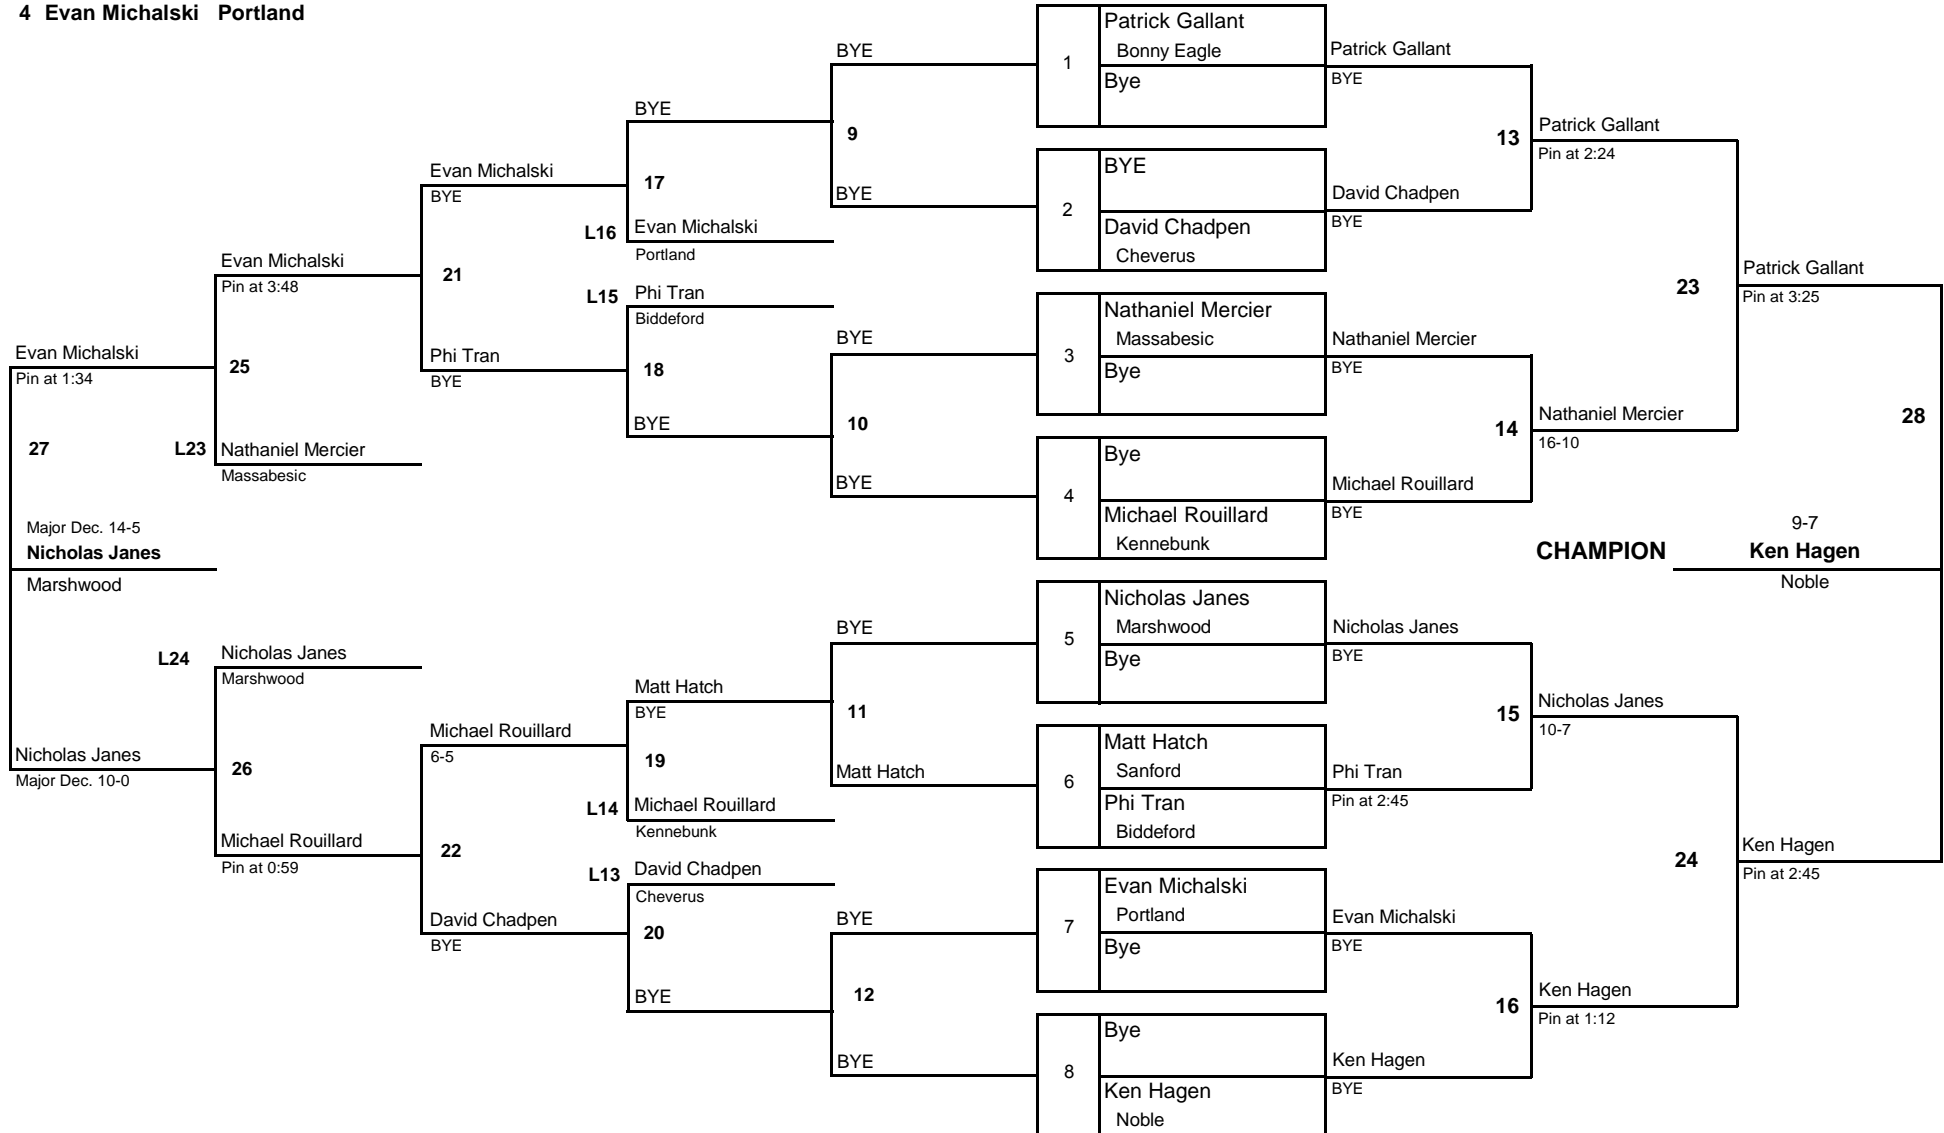 4 Evan Michalski Portland
Evan Michalski
Pin at 1:34
27
Major Dec. 14-5
Nicholas Janes
Marshwood
Nicholas Janes
Major Dec. 10-0
Evan Michalski
Pin at 3:48
25
L23 Nathaniel Mercier
Massabesic
L24 Nicholas Janes
Marshwood
26
Michael Rouillard
Pin at 0:59
Evan Michalski
BYE
21
Phi Tran
BYE
Michael Rouillard
6-5
22
David Chadpen
BYE
BYE
17
L16 Evan Michalski
Portland
L15 Phi Tran
Biddeford
18
BYE
Matt Hatch
BYE
19
L14 Michael Rouillard
Kennebunk
L13 David Chadpen
Cheverus
20
BYE
BYE
9
BYE
BYE
10
BYE
BYE
11
Matt Hatch
BYE
12
BYE
1
Patrick Gallant
Bonny Eagle
Bye
2
BYE
David Chadpen
Cheverus
3
Nathaniel Mercier
Massabesic
Bye
4
Bye
Michael Rouillard
Kennebunk
5
Nicholas Janes
Marshwood
Bye
6
Matt Hatch
Sanford
Phi Tran
Biddeford
7
Evan Michalski
Portland
Bye
8
Bye
Ken Hagen
Noble
Patrick Gallant
BYE
13
David Chadpen
BYE
Nathaniel Mercier
BYE
14
Michael Rouillard
BYE
Nicholas Janes
BYE
15
Phi Tran
Pin at 2:45
Evan Michalski
BYE
16
Ken Hagen
BYE
Patrick Gallant
Pin at 2:24
23
Nathaniel Mercier
16-10
Nicholas Janes
10-7
24
Ken Hagen
Pin at 1:12
Patrick Gallant
Pin at 3:25
28
9-7
CHAMPION Ken Hagen
Noble
Ken Hagen
Pin at 2:45